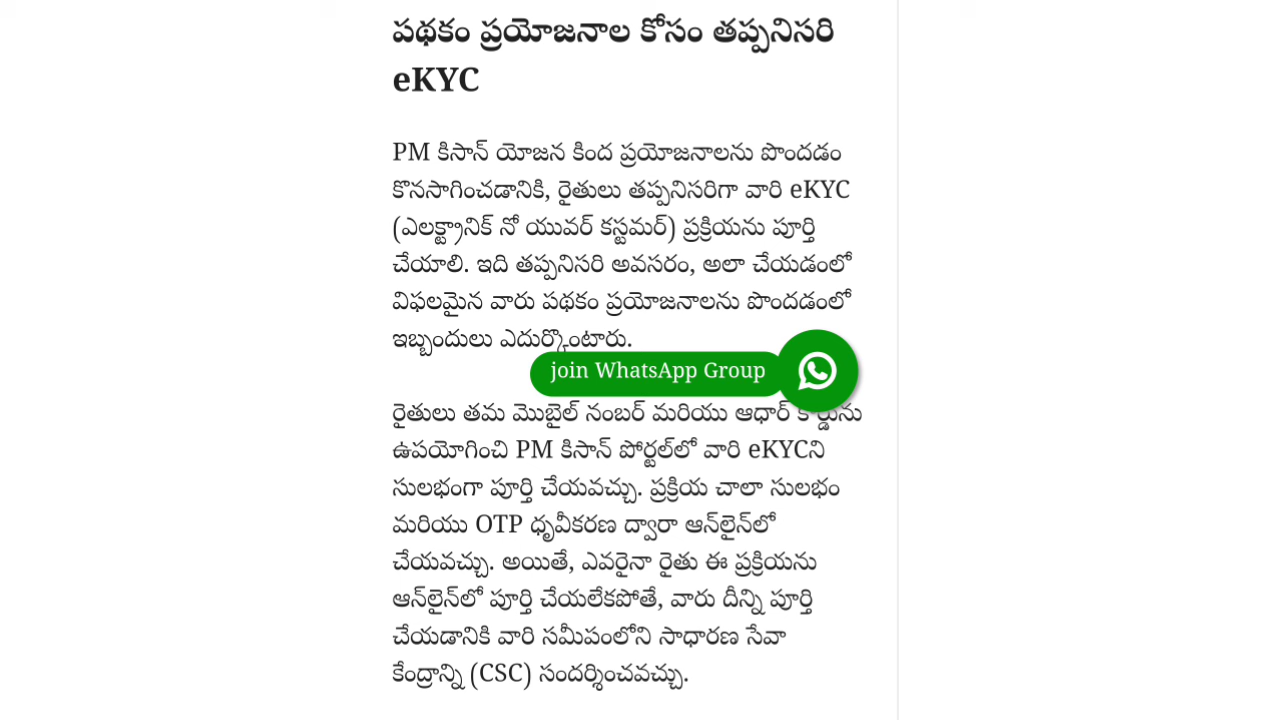 పథకం ప్రయోజనాల కోసం తప్పనిసరి
eKYC
PM కిసాన్ యోజన కింద ప్రయోజనాలను పొందడం
కొనసాగించడానికి, రైతులు తప్పనిసరిగా వారి eKYC
(ఎలక్ట్రానిక్ నో యువర్ కస్టమర్) ప్రక్రియను పూర్తి
చేయాలి. ఇది తప్పనిసరి అవసరం, అలా చేయడంలో
విఫలమైన వారు పథకం ప్రయోజనాలను పొందడంలో
ఇబ్బందులు ఎదుర్కొంటారు.
join WhatsApp Group
రైతులు తమ మొబైల్ నంబర్ మరియు ఆధార్ కార్డును
ఉపయోగించి PM కిసాన్ పోర్టల్‌లో వారి eKYCని
సులభంగా పూర్తి చేయవచ్చు. ప్రక్రియ చాలా సులభం
మరియు OTP ధృవీకరణ ద్వారా ఆన్‌లైన్‌లో
చేయవచ్చు. అయితే, ఎవరైనా రైతు ఈ ప్రక్రియను
ఆన్‌లైన్‌లో పూర్తి చేయలేకపోతే, వారు దీన్ని పూర్తి
చేయడానికి వారి సమీపంలోని సాధారణ సేవా
కేంద్రాన్ని (CSC) సందర్శించవచ్చు.